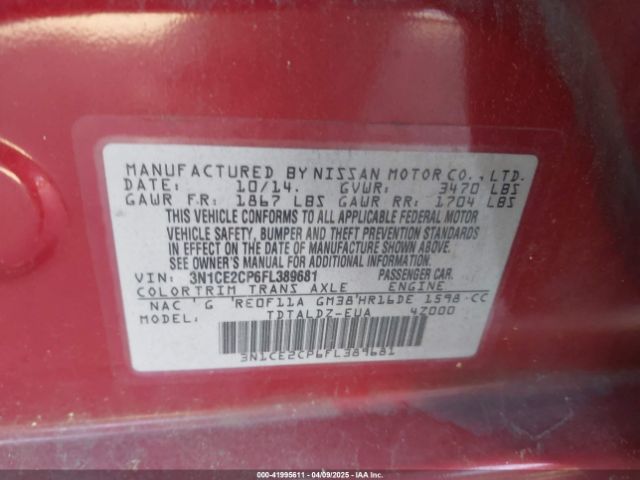 MANUFACTURED BY NISSAN MOTOR CO., LTD.
DATE: 10/14. GVWR: 3470 LBS
GAWR FR: 1867 LBS GAWR RR: 1704 LBS
THIS VEHICLE CONFORMS TO ALL APPLICABLE FEDERAL MOTOR
VEHICLE SAFETY, BUMPER AND THEFT PREVENTION STANDARDS
IN EFFECT ON THE DATE OF MANUFACTURE SHOWN ABOVE.
SEE OWNER'S MANUAL FOR ADDITIONAL INFORMATION.
VIN: 3N1CE2CP6FL389681 PASSENGER CAR.
COLOR TRIM TRANS AXLE ENGINE
NAC G RE0F11A GM38 HR16DE 1598 CC
MODEL: TDTALDZ-EUA 4Z000
3N1CE2CP6FL389681
000-41995611 - 04/09/2025 - IAAI.COM